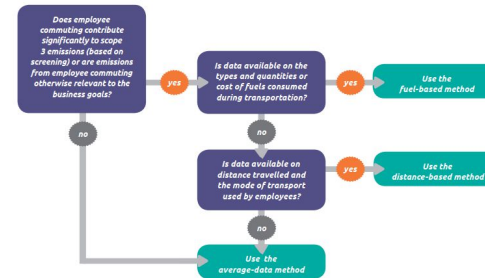 Does employee
commuting contribute
significantly to scope
3 emissions (based on
screening) or are emissions
from employee commuting
otherwise relevant to the
business goals?
yes
Is data available on the
types and quantities or
cost of fuels consumed
during transportation?
yes
Use the
fuel-based method
no
no
Is data available on
distance travelled and
the mode of transport
used by employees?
yes
Use the
distance-based method
no
Use the
average-data method